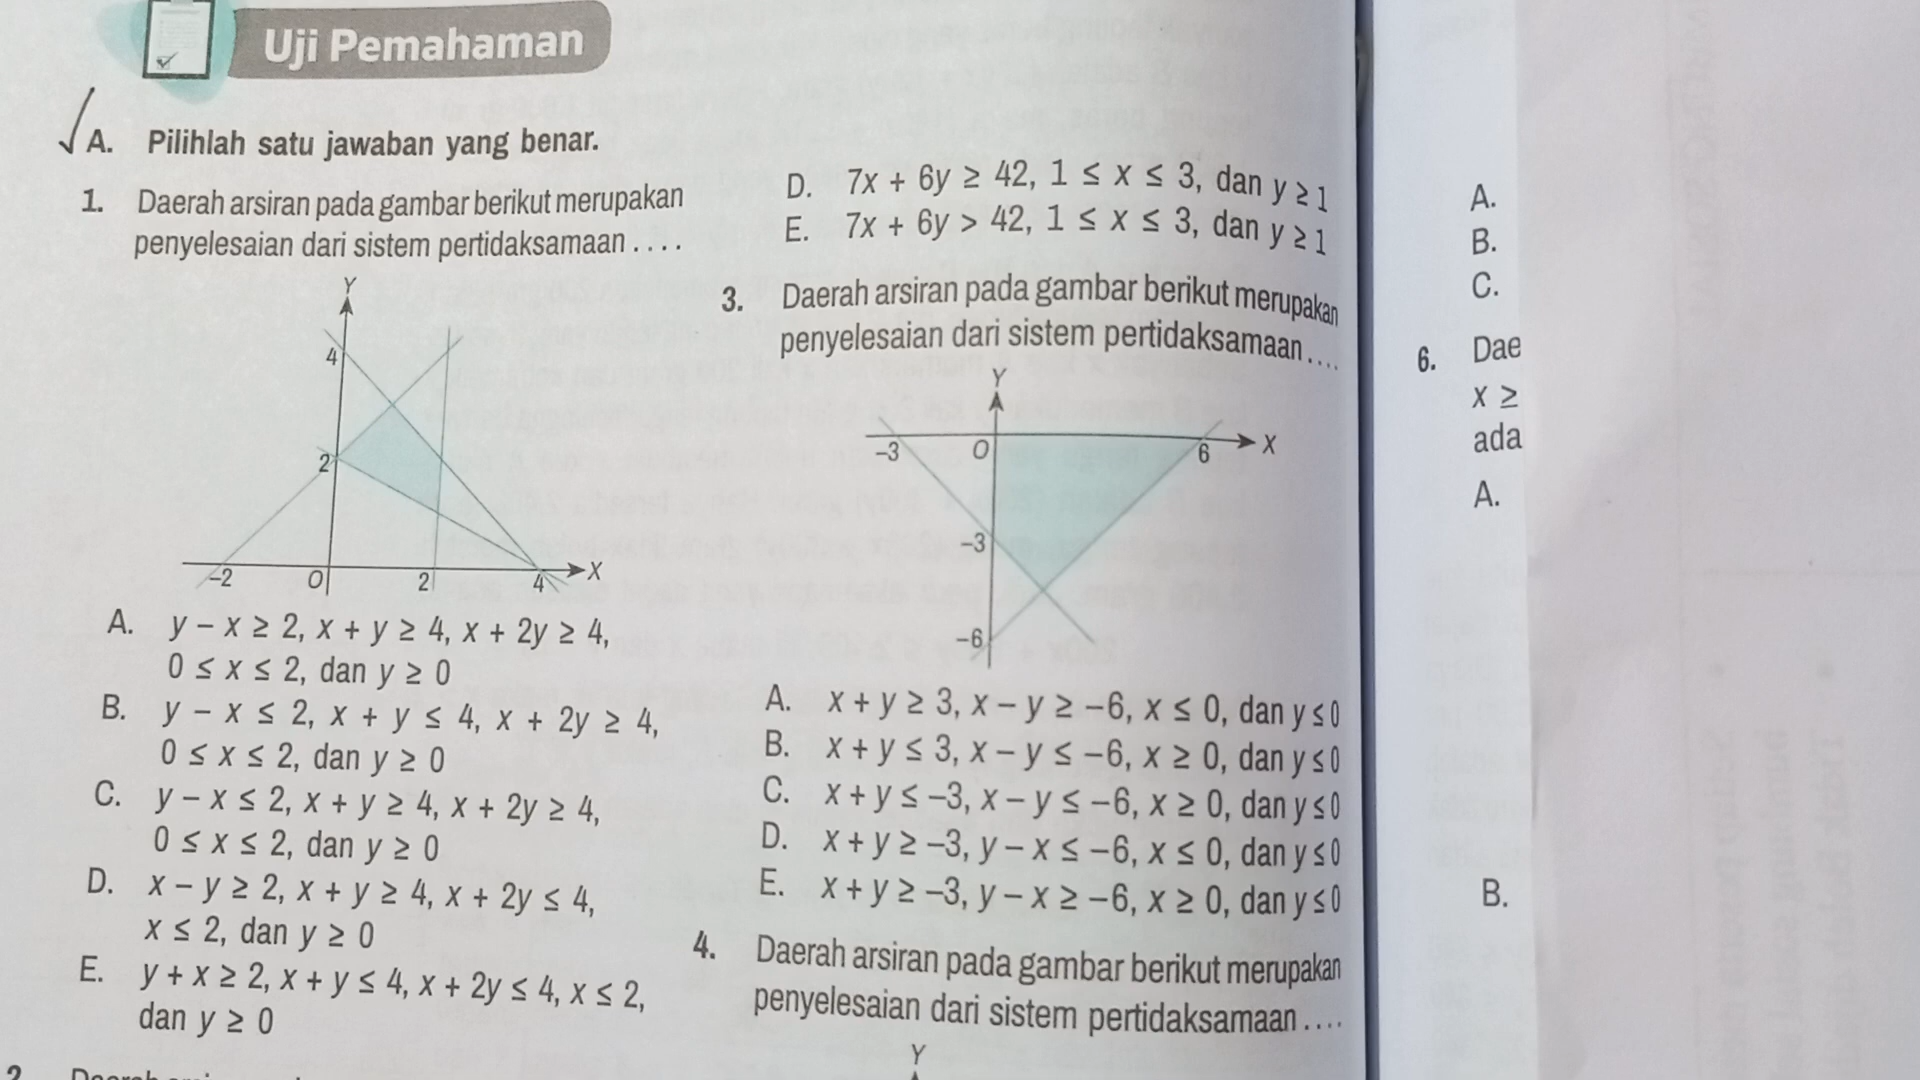 Uji Pemahaman
A. Pilihlah satu jawaban yang benar.
1. Daerah arsiran pada gambar berikut merupakan
penyelesaian dari sistem pertidaksamaan . . . .
Y
4
2
-2 O 2 4 X
A. y – x ≥ 2, x + y ≥ 4, x + 2y ≥ 4,
0 ≤ x ≤ 2, dan y ≥ 0
B. y – x ≤ 2, x + y ≤ 4, x + 2y ≥ 4,
0 ≤ x ≤ 2, dan y ≥ 0
C. y – x ≤ 2, x + y ≥ 4, x + 2y ≥ 4,
0 ≤ x ≤ 2, dan y ≥ 0
D. x – y ≥ 2, x + y ≥ 4, x + 2y ≤ 4,
x ≤ 2, dan y ≥ 0
E. y + x ≥ 2, x + y ≤ 4, x + 2y ≤ 4, x ≤ 2,
dan y ≥ 0
2.
D. 7x + 6y ≥ 42, 1 ≤ x ≤ 3, dan y ≥ 1
E. 7x + 6y > 42, 1 ≤ x ≤ 3, dan y ≥ 1
3. Daerah arsiran pada gambar berikut merupakan
penyelesaian dari sistem pertidaksamaan . . . .
Y
-3 O 6 X
-3
-6
A. x + y ≥ 3, x – y ≥ –6, x ≤ 0, dan y ≤ 0
B. x + y ≤ 3, x – y ≤ –6, x ≥ 0, dan y ≤ 0
C. x + y ≤ –3, x – y ≤ –6, x ≥ 0, dan y ≤ 0
D. x + y ≥ –3, y – x ≤ –6, x ≤ 0, dan y ≤ 0
E. x + y ≥ –3, y – x ≥ –6, x ≥ 0, dan y ≤ 0
4. Daerah arsiran pada gambar berikut merupakan
penyelesaian dari sistem pertidaksamaan . . . .
Y
A.
B.
C.
6. Dae
x ≥
ada
A.
B.